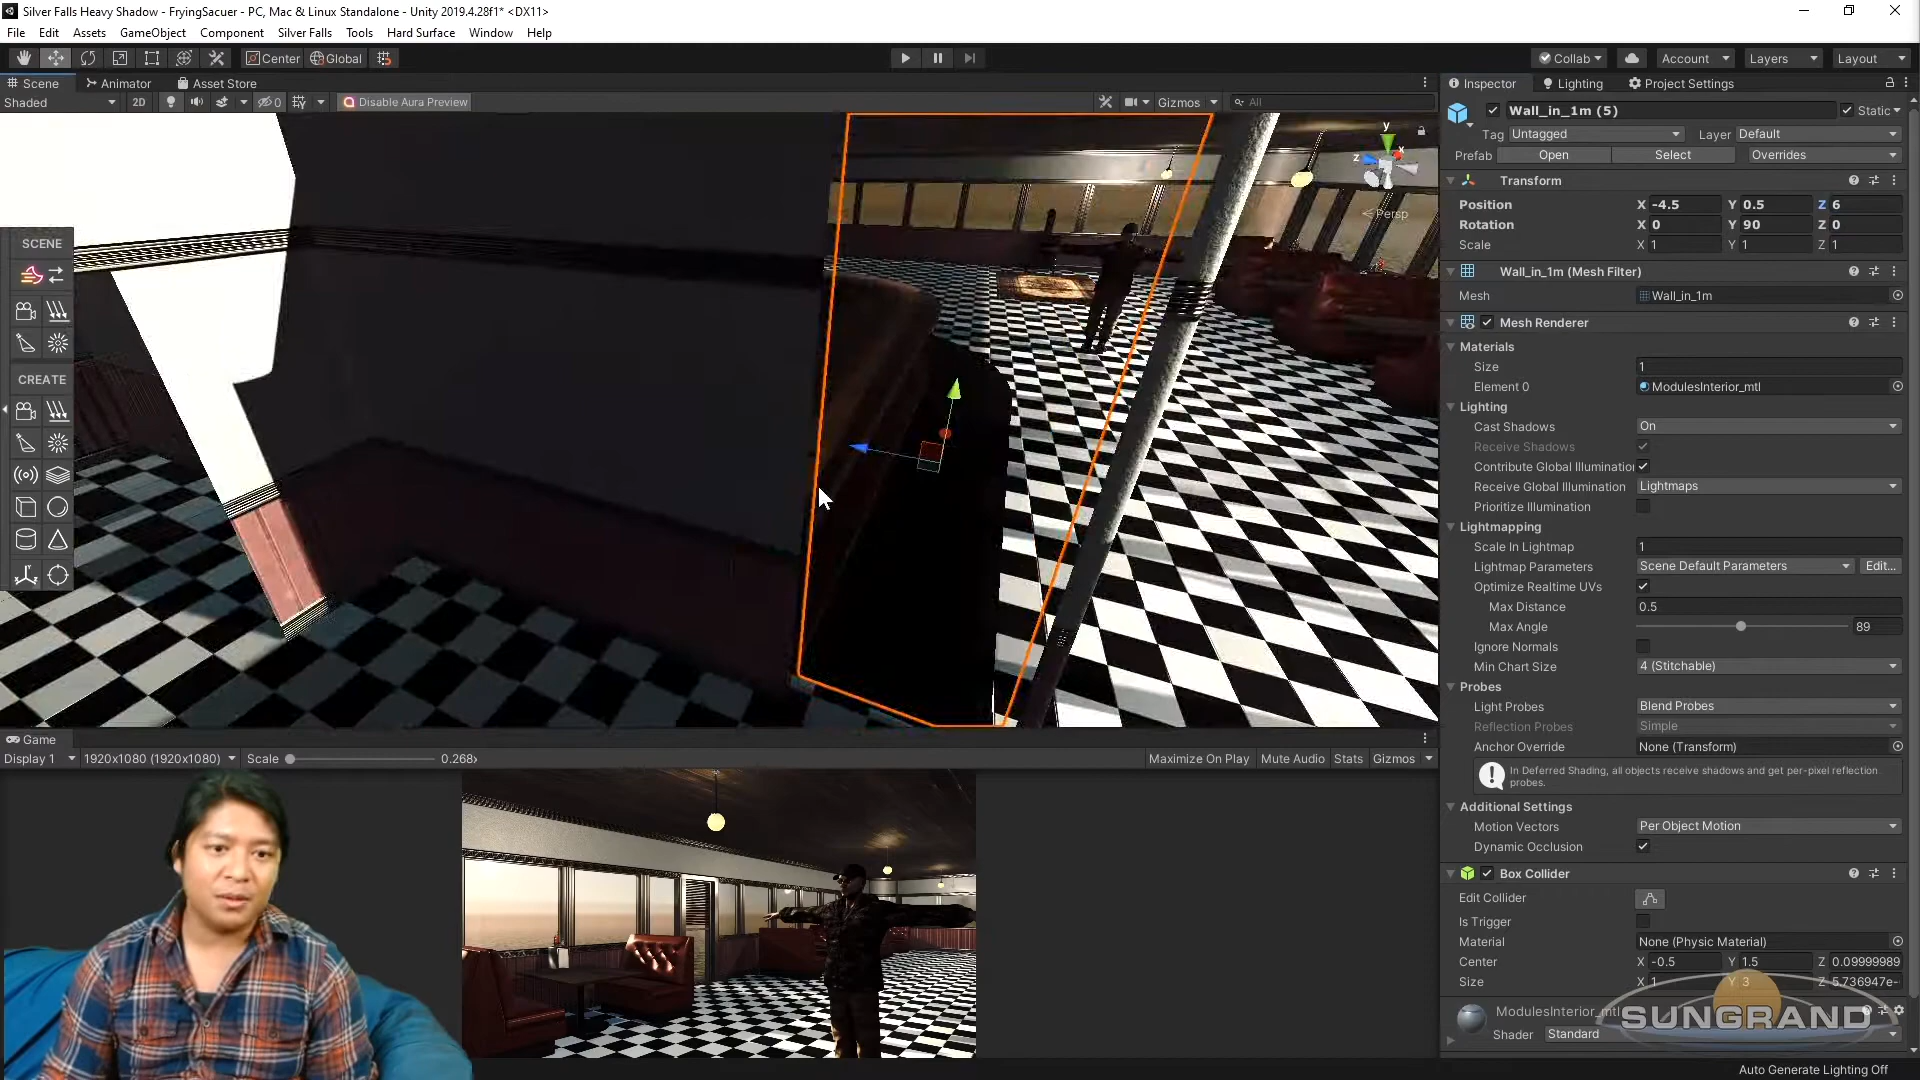 Silver Falls Heavy Shadow - FryingSacuer - PC, Mac & Linux Standalone - Unity 2019.4.28f1* <DX11>
File Edit Assets GameObject Component Silver Falls Tools Hard Surface Window Help
Center Global Collab Account Layers Layout
Scene Animator Asset Store Inspector Lighting Project Settings
Shaded 2D 0 Disable Aura Preview Gizmos All
Wall_in_1m (5) Static
Tag Untagged Layer Default
Prefab Open Select Overrides
y
x
z
Persp
Transform
Position X -4.5 Y 0.5 Z 6
Rotation X 0 Y 90 Z 0
Scale X 1 Y 1 Z 1
SCENE
CREATE
Wall_in_1m (Mesh Filter)
Mesh Wall_in_1m
Mesh Renderer
Materials
Size 1
Element 0 ModulesInterior_mtl
Lighting
Cast Shadows On
Receive Shadows
Contribute Global Illumination
Receive Global Illumination Lightmaps
Prioritize Illumination
Lightmapping
Scale In Lightmap 1
Lightmap Parameters Scene Default Parameters Edit...
Optimize Realtime UVs
Max Distance 0.5
Max Angle 89
Ignore Normals
Min Chart Size 4 (Stitchable)
Probes
Light Probes Blend Probes
Reflection Probes Simple
Anchor Override None (Transform)
In Deferred Shading, all objects receive shadows and get per-pixel reflection
probes.
Additional Settings
Motion Vectors Per Object Motion
Dynamic Occlusion
Box Collider
Edit Collider
Is Trigger
Material None (Physic Material)
Center X -0.5 Y 1.5 Z 0.09999989
Size X 1 Y 3 Z 5.736947e-
ModulesInterior_mtl
SUNGRAND
Shader Standard
Game
Display 1 1920x1080 (1920x1080) Scale 0.268x Maximize On Play Mute Audio Stats Gizmos
Auto Generate Lighting Off